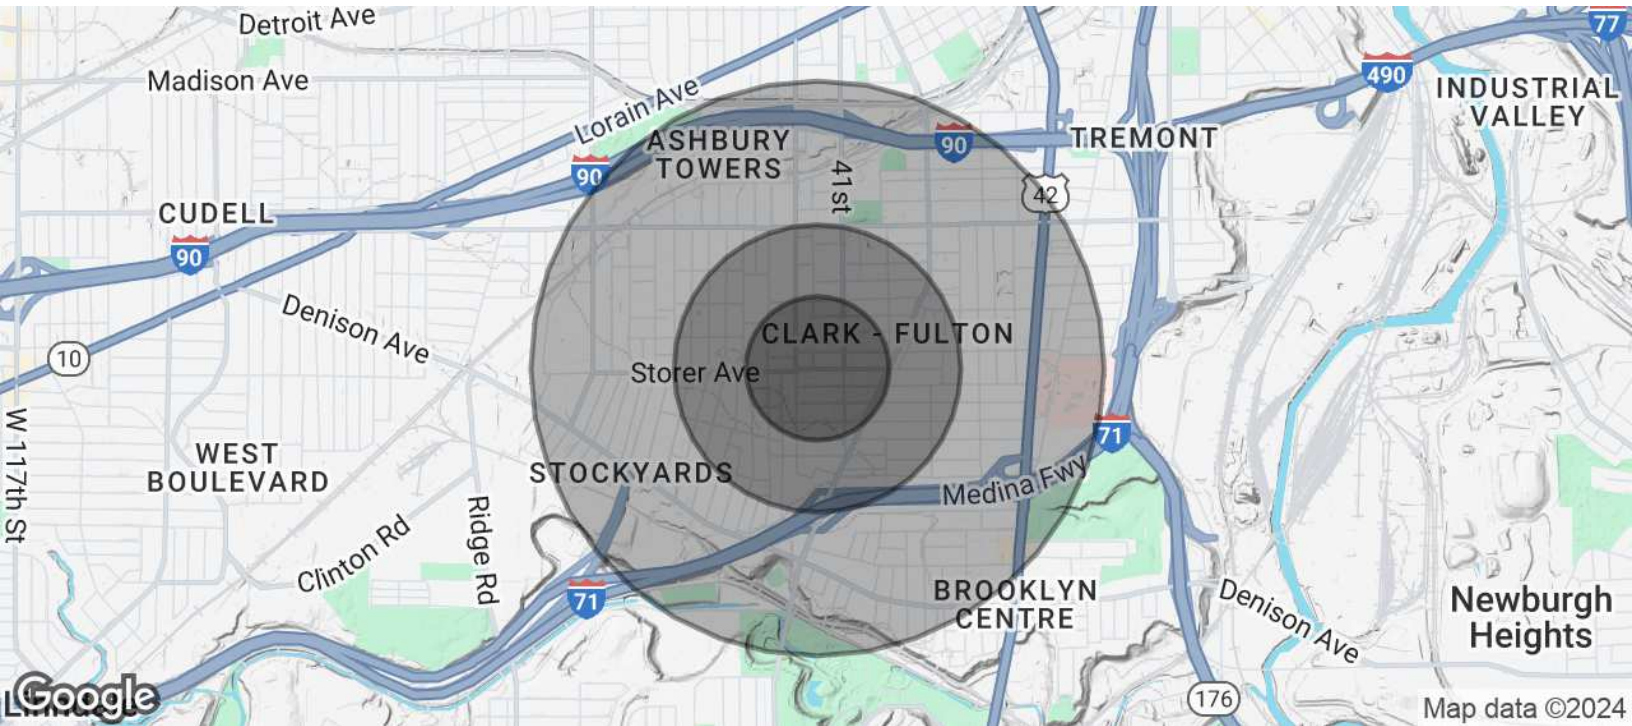 Detroit Ave
77
490
Madison Ave
INDUSTRIAL
VALLEY
Lorain Ave
ASHBURY
TOWERS
90
TREMONT
90
41st
42
CUDELL
90
Denison Ave
CLARK - FULTON
10
Storer Ave
W 117th St
71
WEST
BOULEVARD
STOCKYARDS
Medina Fwy
Ridge Rd
Clinton Rd
71
BROOKLYN
CENTRE
Denison Ave
Newburgh
Heights
Google
176
Map data ©2024